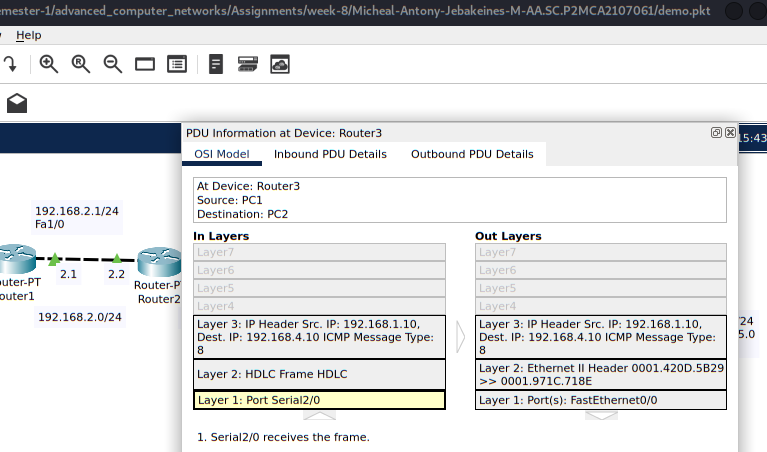 emester-1/advanced_computer_networks/Assignments/week-8/Micheal-Antony-Jebakeines-M-AA.SC.P2MCA2107061/demo.pkt
Help
PDU Information at Device: Router3
5:43
OSI Model
Inbound PDU Details
Outbound PDU Details
At Device: Router3
Source: PC1
Destination: PC2
In Layers
Layer7
Layer6
Layer5
Layer4
Layer 3: IP Header Src. IP: 192.168.1.10,
Dest. IP: 192.168.4.10 ICMP Message Type:
8
Layer 2: HDLC Frame HDLC
Layer 1: Port Serial2/0
Out Layers
Layer7
Layer6
Layer5
Layer4
Layer 3: IP Header Src. IP: 192.168.1.10,
Dest. IP: 192.168.4.10 ICMP Message Type:
8
Layer 2: Ethernet II Header 0001.420D.5B29
>> 0001.971C.718E
Layer 1: Port(s): FastEthernet0/0
1. Serial2/0 receives the frame.
192.168.2.1/24
Fa1/0
2.1
2.2
outer-PT
outer1
Router-P
Router2
192.168.2.0/24
24
5.0